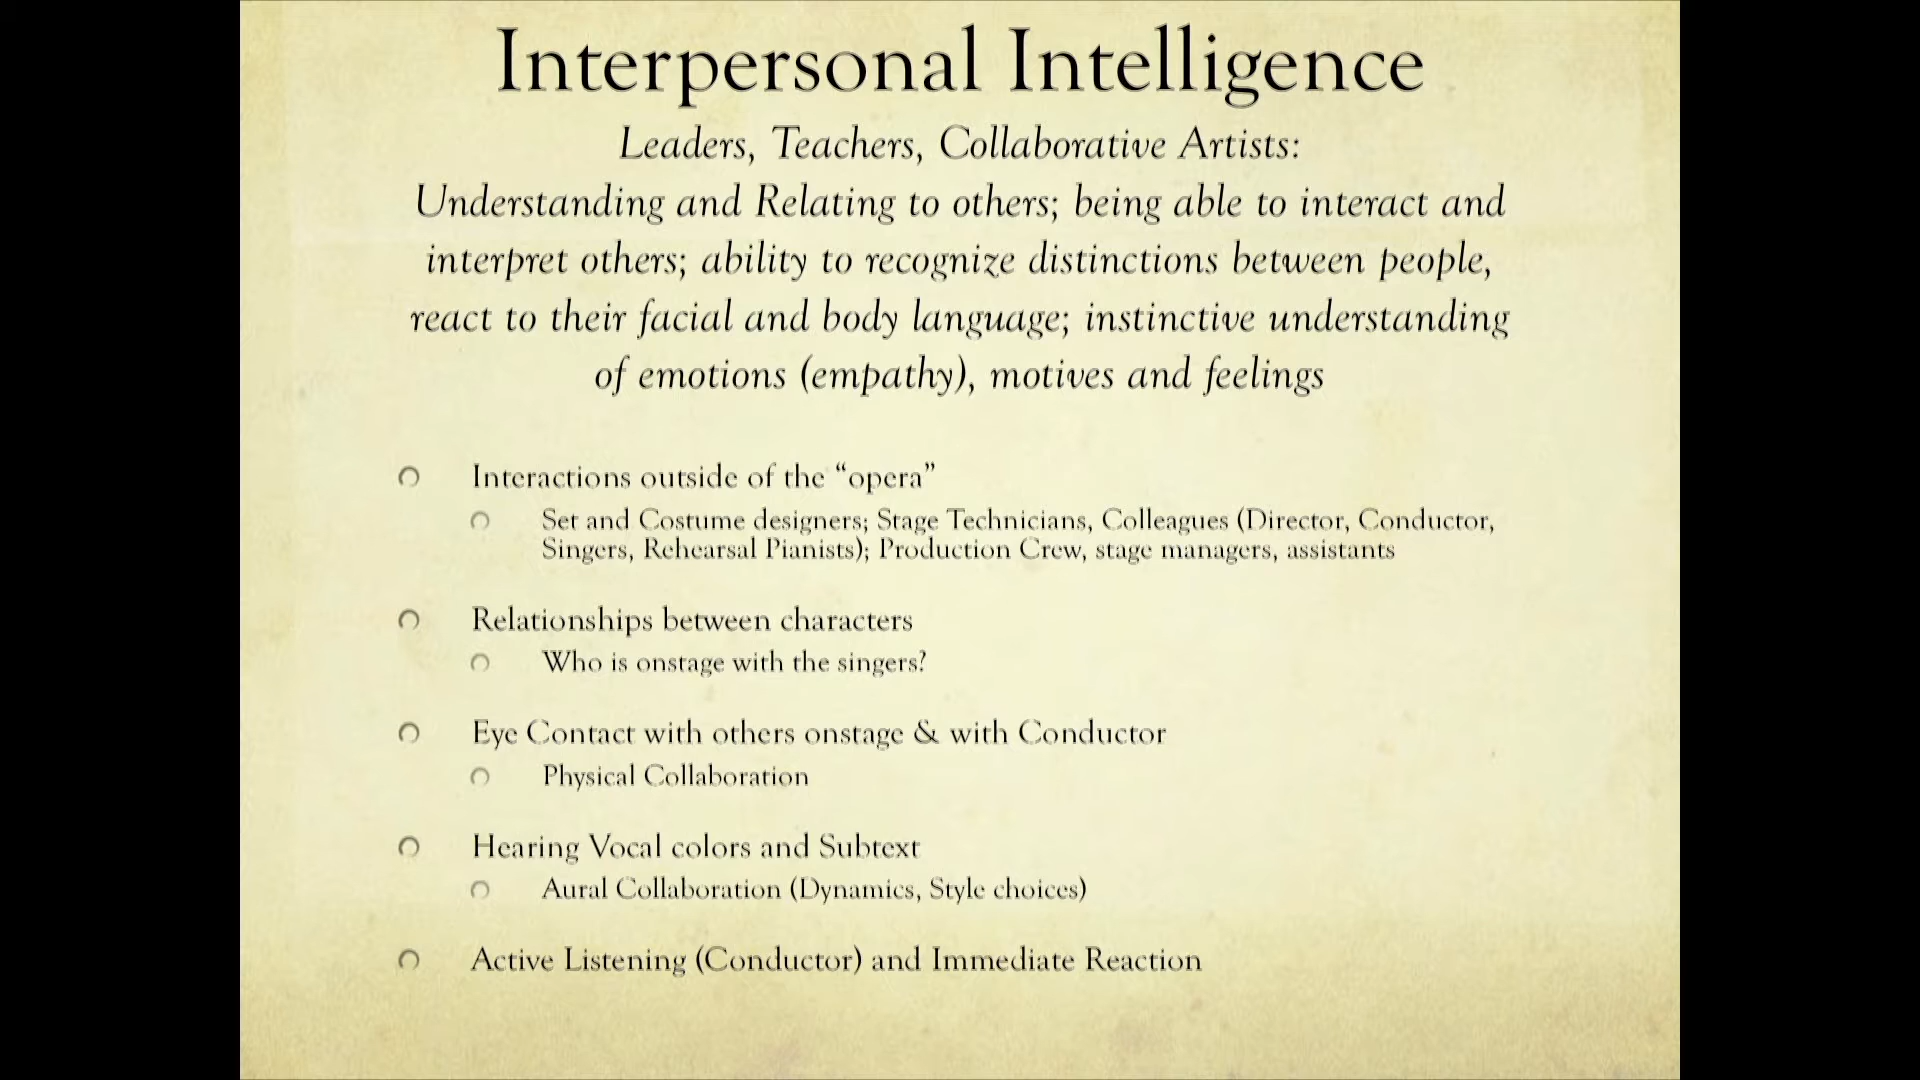 Interpersonal Intelligence
Leaders, Teachers, Collaborative Artists:
Understanding and Relating to others; being able to interact and
interpret others; ability to recognize distinctions between people,
react to their facial and body language; instinctive understanding
of emotions (empathy), motives and feelings
Interactions outside of the “opera”
Set and Costume designers; Stage Technicians, Colleagues (Director, Conductor,
Singers, Rehearsal Pianists); Production Crew, stage managers, assistants
Relationships between characters
Who is onstage with the singers?
Eye Contact with others onstage & with Conductor
Physical Collaboration
Hearing Vocal colors and Subtext
Aural Collaboration (Dynamics, Style choices)
Active Listening (Conductor) and Immediate Reaction